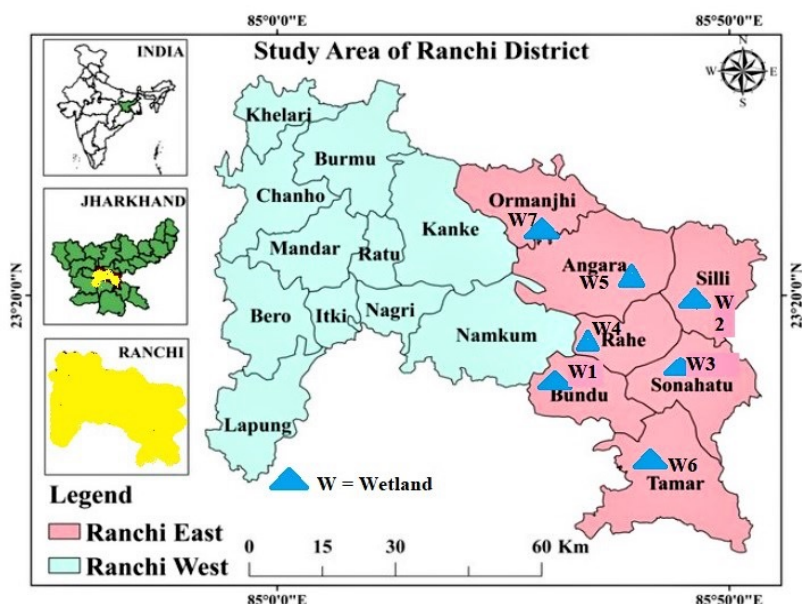 85°0'0"E
85°50'0"E
INDIA
Study Area of Ranchi District
N
W
E
S
JHARKHAND
RANCHI
Khelari
Burmu
Chanho
Ormanjhi
W7
Kanke
Mandar
Ratu
Angara
W5
Silli
W
2
Bero
Itki
Nagri
Namkum
W4
Rahe
W1
Bundu
W3
Sonahatu
Lapung
W6
Tamar
W = Wetland
Legend
Ranchi East
Ranchi West
0 15 30 60 Km
23°20'0"N
23°20'0"N
85°0'0"E
85°50'0"E